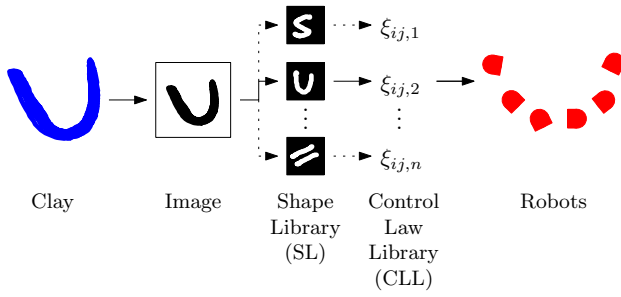 ξij,1
ξij,2
⋮ ⋮
ξij,n
Clay Image Shape Control Robots
Library Law
(SL) Library
(CLL)